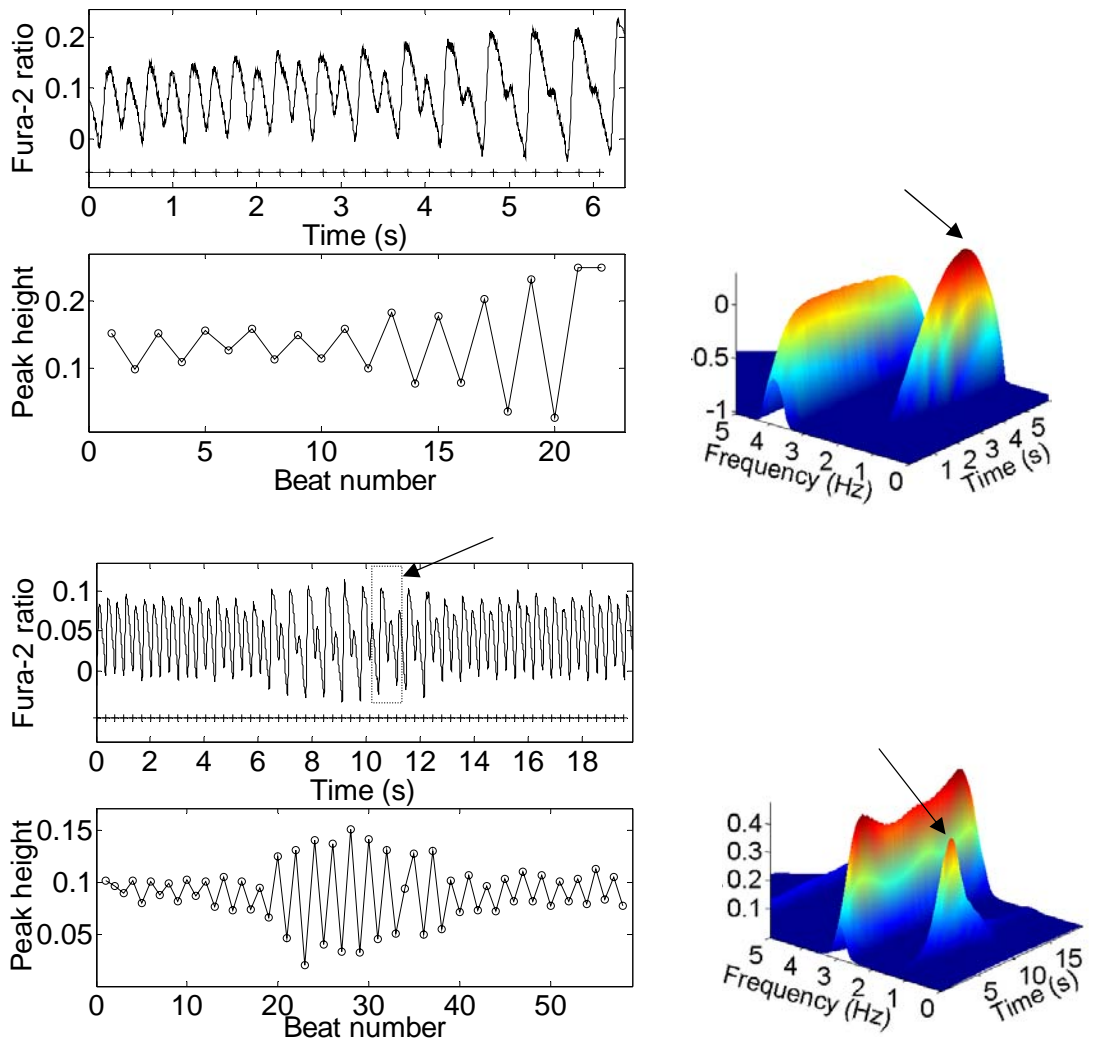 Fura-2 ratio
0.2
0.1
0
0 1 2 3 4 5 6
Time (s)
Peak height
0.2
0.1
0 5 10 15 20
Beat number
0
-0.5
-1
5 4 3 2 1 0
Frequency (Hz)
1 2 3 4 5
Time (s)
Fura-2 ratio
0.1
0.05
0
0 2 4 6 8 10 12 14 16 18
Time (s)
Peak height
0.15
0.1
0.05
0 10 20 30 40 50
Beat number
0.4
0.3
0.2
0.1
5 4 3 2 1 0
Frequency (Hz)
5 10 15
Time (s)